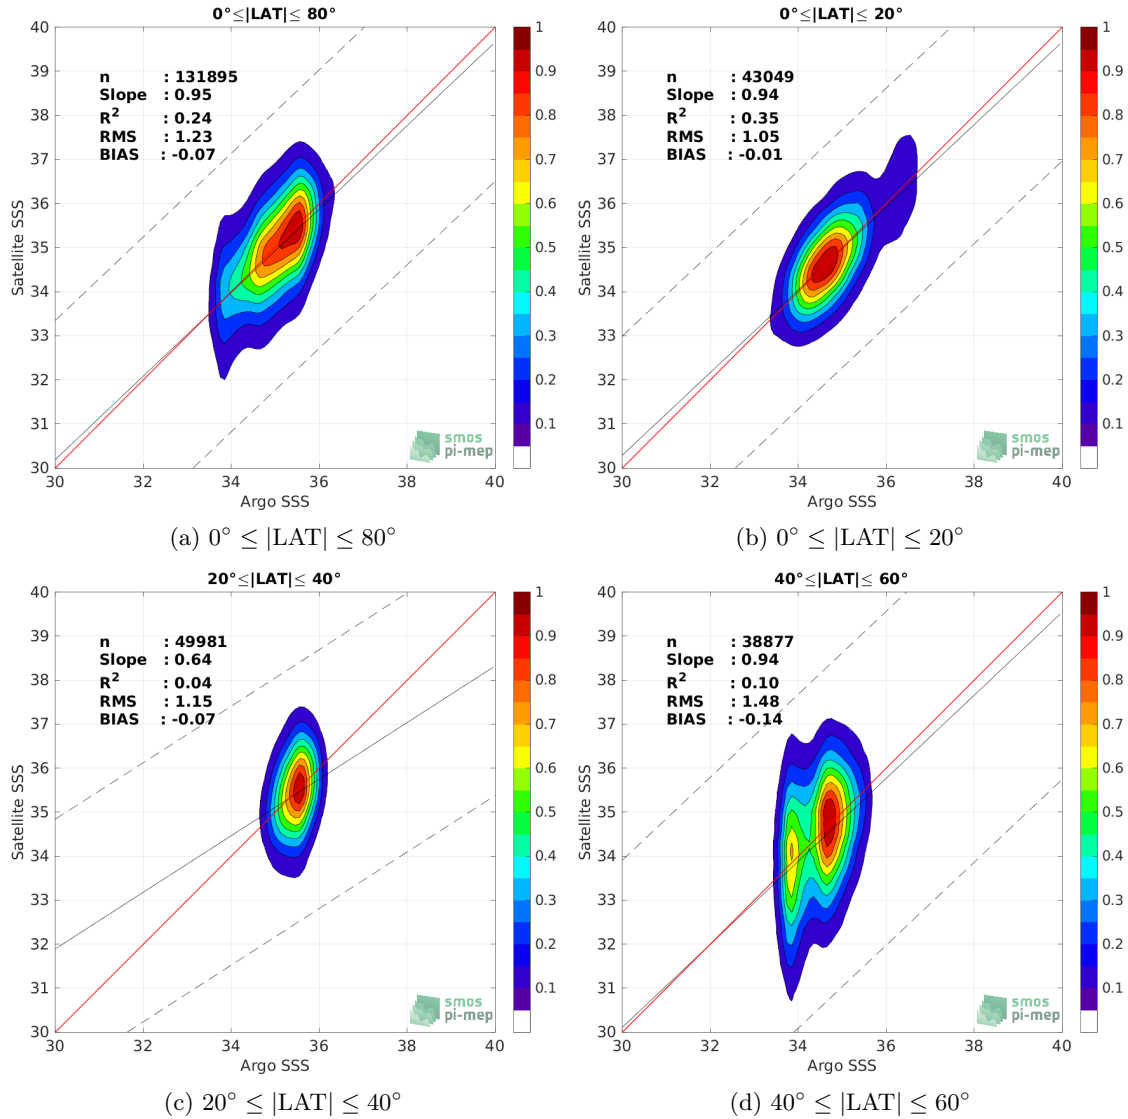 0°≤|LAT|≤ 80°
40
39
38
37
36
35
34
33
32
31
30
Satellite SSS
n : 131895
Slope : 0.95
R² : 0.24
RMS : 1.23
BIAS : -0.07
smos
pi-mep
30 32 34 36 38 40
Argo SSS
1
0.9
0.8
0.7
0.6
0.5
0.4
0.3
0.2
0.1
(a) 0° ≤ |LAT| ≤ 80°
0°≤|LAT|≤ 20°
40
39
38
37
36
35
34
33
32
31
30
Satellite SSS
n : 43049
Slope : 0.94
R² : 0.35
RMS : 1.05
BIAS : -0.01
smos
pi-mep
30 32 34 36 38 40
Argo SSS
1
0.9
0.8
0.7
0.6
0.5
0.4
0.3
0.2
0.1
(b) 0° ≤ |LAT| ≤ 20°
20°≤|LAT|≤ 40°
40
39
38
37
36
35
34
33
32
31
30
Satellite SSS
n : 49981
Slope : 0.64
R² : 0.04
RMS : 1.15
BIAS : -0.07
smos
pi-mep
30 32 34 36 38 40
Argo SSS
1
0.9
0.8
0.7
0.6
0.5
0.4
0.3
0.2
0.1
(c) 20° ≤ |LAT| ≤ 40°
40°≤|LAT|≤ 60°
40
39
38
37
36
35
34
33
32
31
30
Satellite SSS
n : 38877
Slope : 0.94
R² : 0.10
RMS : 1.48
BIAS : -0.14
smos
pi-mep
30 32 34 36 38 40
Argo SSS
1
0.9
0.8
0.7
0.6
0.5
0.4
0.3
0.2
0.1
(d) 40° ≤ |LAT| ≤ 60°